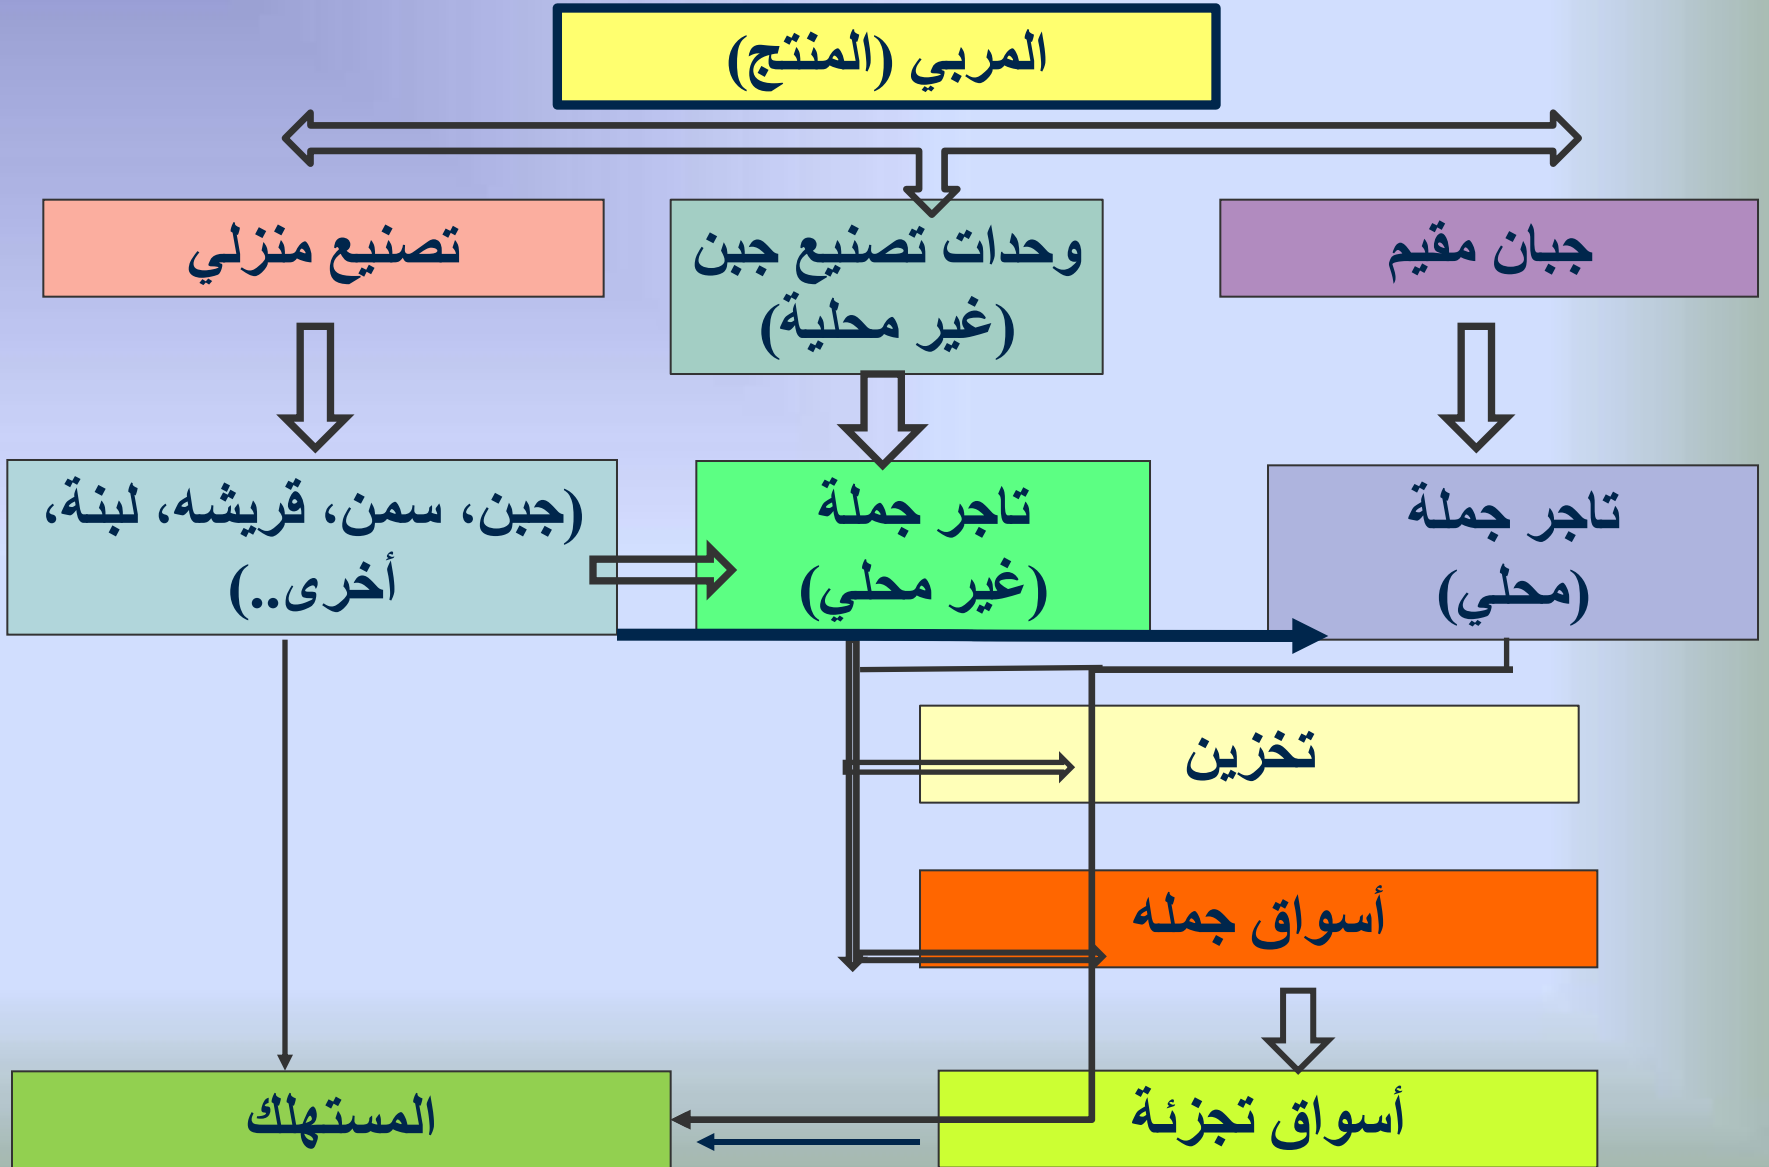 المربي (المنتج)
جبان مقيم
وحدات تصنيع جبن
(غير محلية)
تصنيع منزلي
تاجر جملة
(محلي)
تاجر جملة
(غير محلي)
(جبن، سمن، قريشه، لبنة،
أخرى..)
تخزين
أسواق جمله
أسواق تجزئة
المستهلك